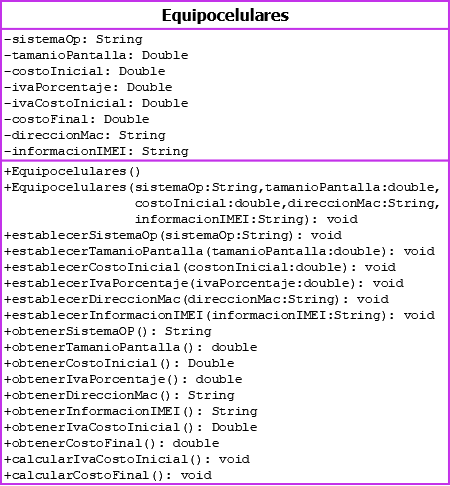 Equipocelulares
-sistemaOp: String
-tamanioPantalla: Double
-costoInicial: Double
-ivaPorcentaje: Double
-ivaCostoInicial: Double
-costoFinal: Double
-direccionMac: String
-informacionIMEI: String
+Equipocelulares()
+Equipocelulares(sistemaOp:String,tamanioPantalla:double,
costoInicial:double,direccionMac:String,
informacionIMEI:String): void
+establecerSistemaOp(sistemaOp:String): void
+establecerTamanioPantalla(tamanioPantalla:double): void
+establecerCostoInicial(costonInicial:double): void
+establecerIvaPorcentaje(ivaPorcentaje:double): void
+establecerDireccionMac(direccionMac:String): void
+establecerInformacionIMEI(informacionIMEI:String): void
+obtenerSistemaOP(): String
+obtenerTamanioPantalla(): double
+obtenerCostoInicial(): Double
+obtenerIvaPorcentaje(): double
+obtenerDireccionMac(): String
+obtenerInformacionIMEI(): String
+obtenerIvaCostoInicial(): Double
+obtenerCostoFinal(): double
+calcularIvaCostoInicial(): void
+calcularCostoFinal(): void